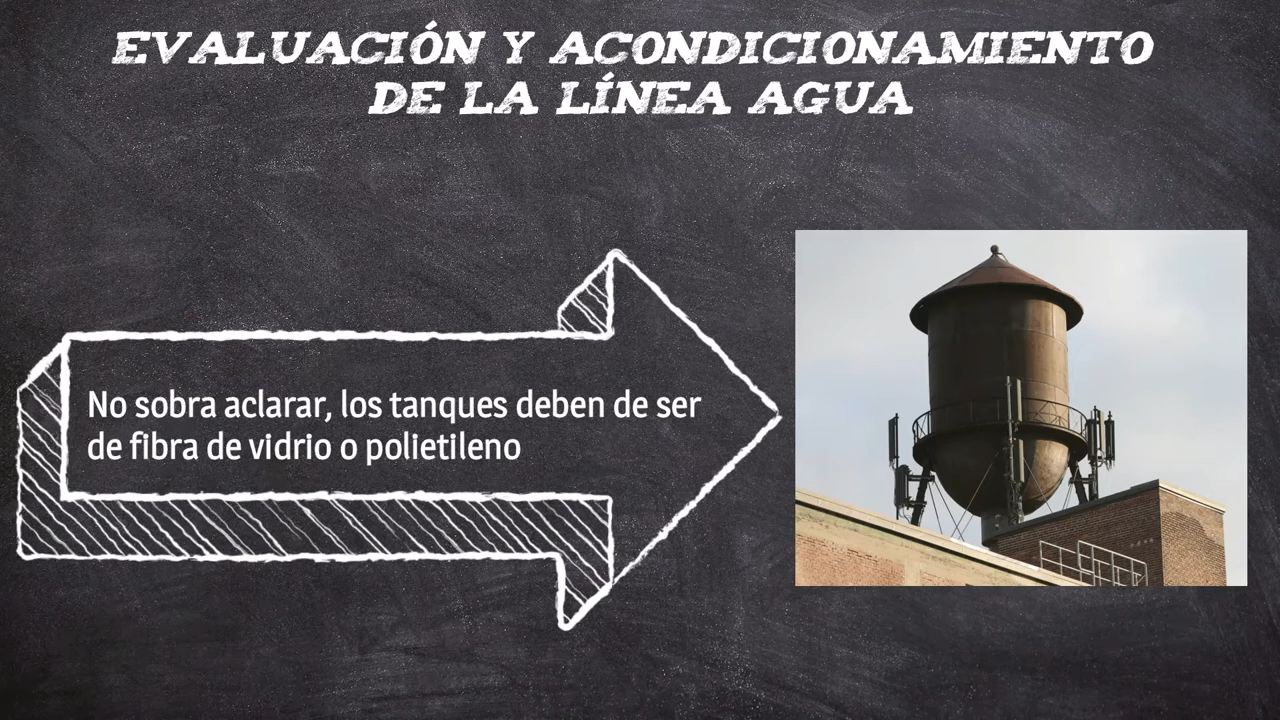 EVALUACIÓN Y ACONDICIONAMIENTO
DE LA LÍNEA AGUA
No sobra aclarar, los tanques deben de ser
de fibra de vidrio o polietileno